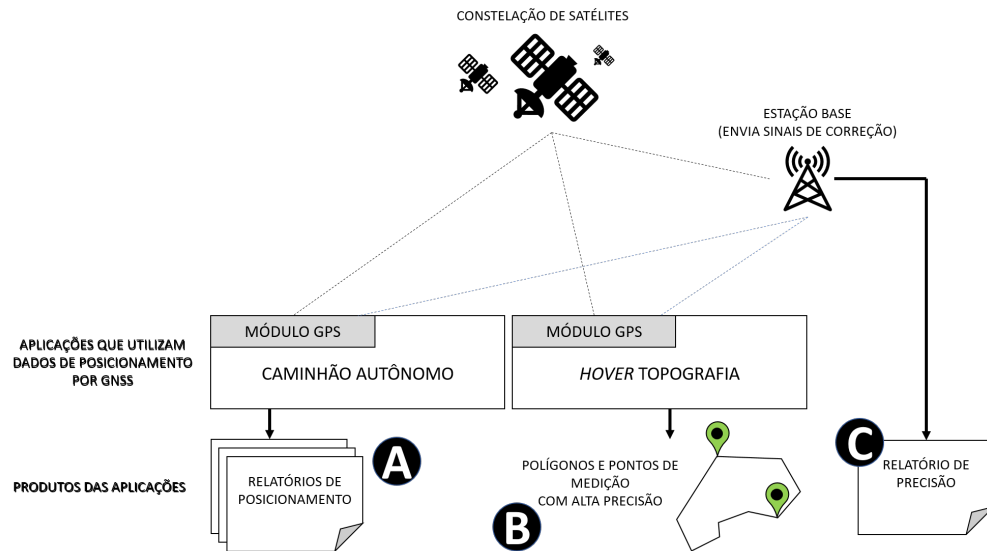 CONSTELAÇÃO DE SATÉLITES
ESTAÇÃO BASE
(ENVIA SINAIS DE CORREÇÃO)
APLICAÇÕES QUE UTILIZAM
DADOS DE POSICIONAMENTO
POR GNSS
MÓDULO GPS
CAMINHÃO AUTÔNOMO
MÓDULO GPS
HOVER TOPOGRAFIA
PRODUTOS DAS APLICAÇÕES
RELATÓRIOS DE
POSICIONAMENTO
A
POLÍGONOS E PONTOS DE
MEDIÇÃO
COM ALTA PRECISÃO
B
C
RELATÓRIO DE
PRECISÃO